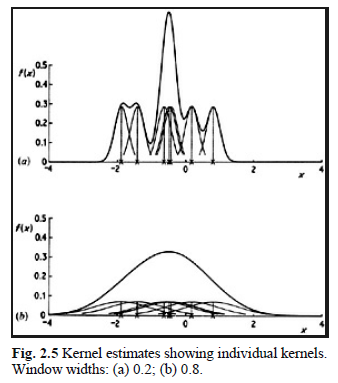 f(x)
0.5
0.4
0.3
0.2
0.1
0
(a)
-4
-2
0
2
4
x
f(x)
0.5
0.4
0.3
0.2
0.1
0
(b)
-4
-2
0
2
4
x
Fig. 2.5 Kernel estimates showing individual kernels.
Window widths: (a) 0.2; (b) 0.8.